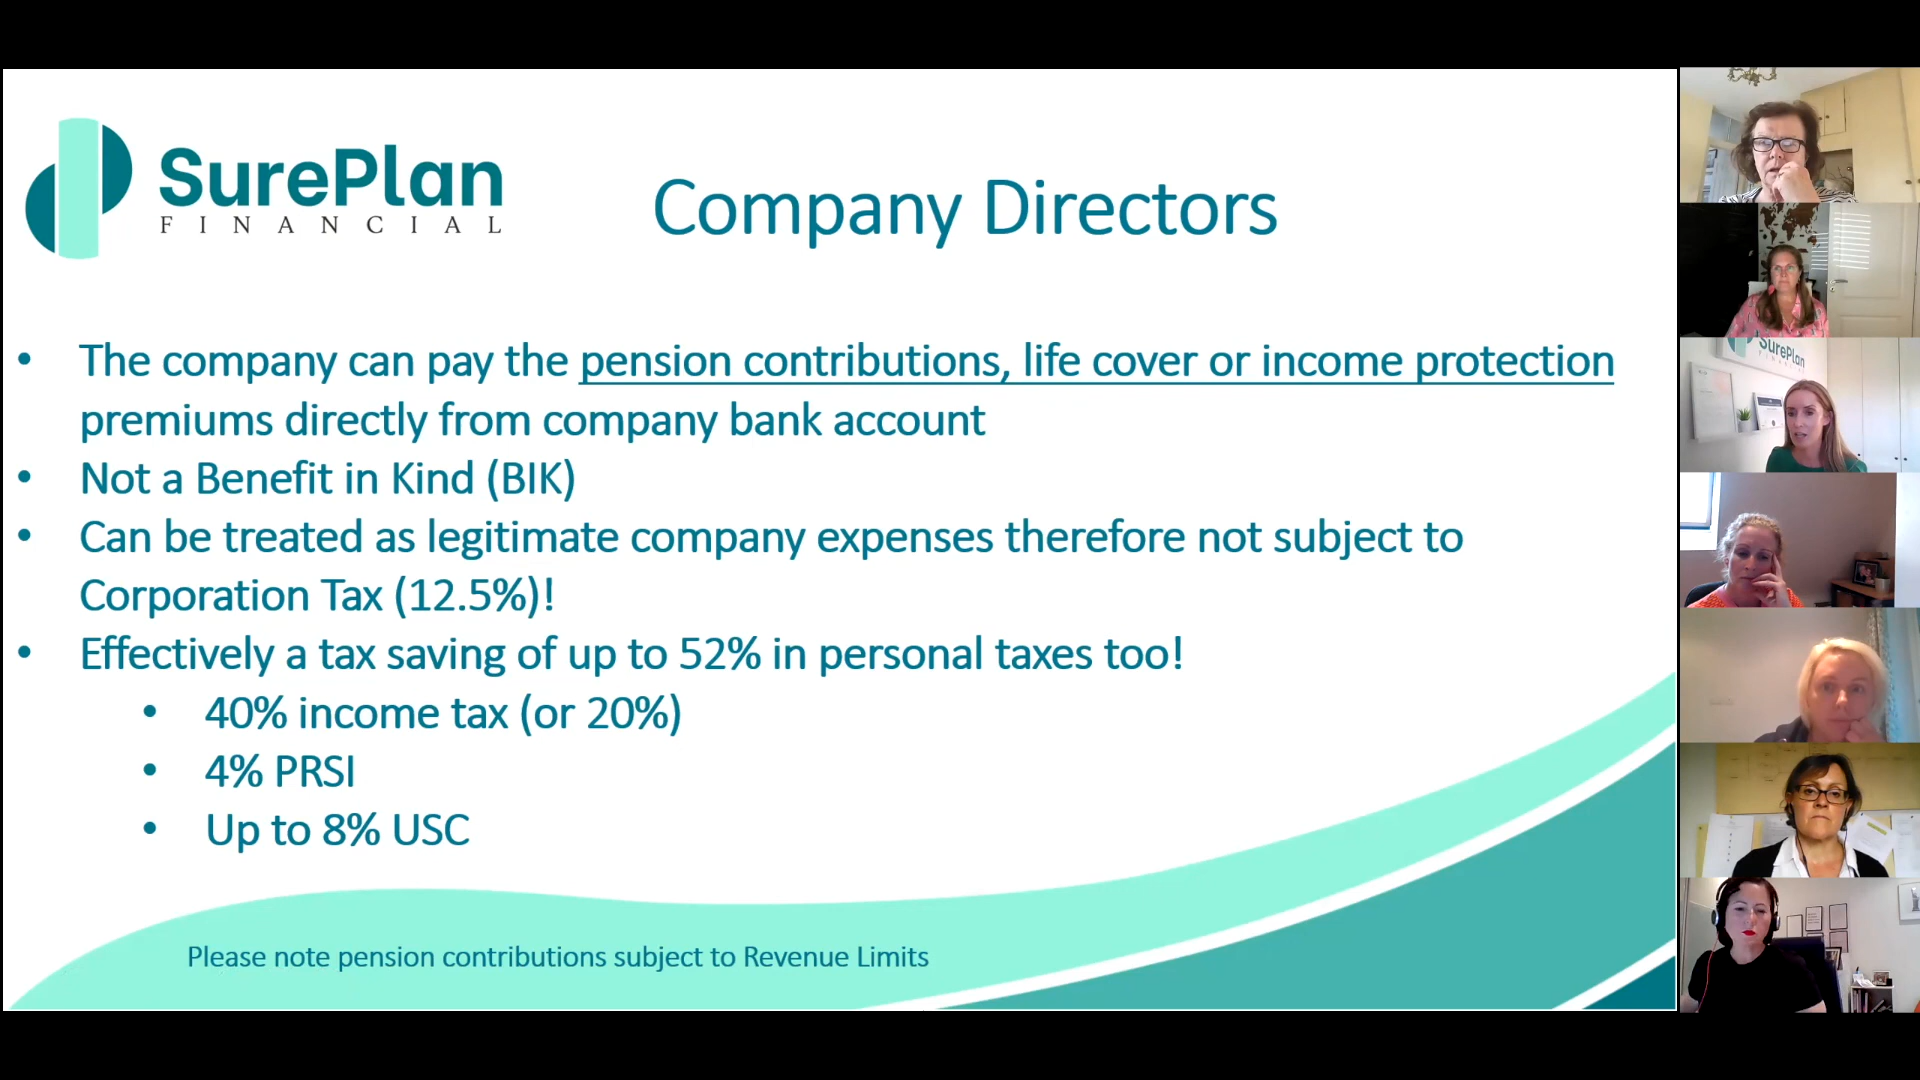 SurePlan
FINANCIAL
Company Directors
• The company can pay the pension contributions, life cover or income protection
premiums directly from company bank account
• Not a Benefit in Kind (BIK)
• Can be treated as legitimate company expenses therefore not subject to
Corporation Tax (12.5%)!
• Effectively a tax saving of up to 52% in personal taxes too!
• 40% income tax (or 20%)
• 4% PRSI
• Up to 8% USC
Please note pension contributions subject to Revenue Limits
SurePlan